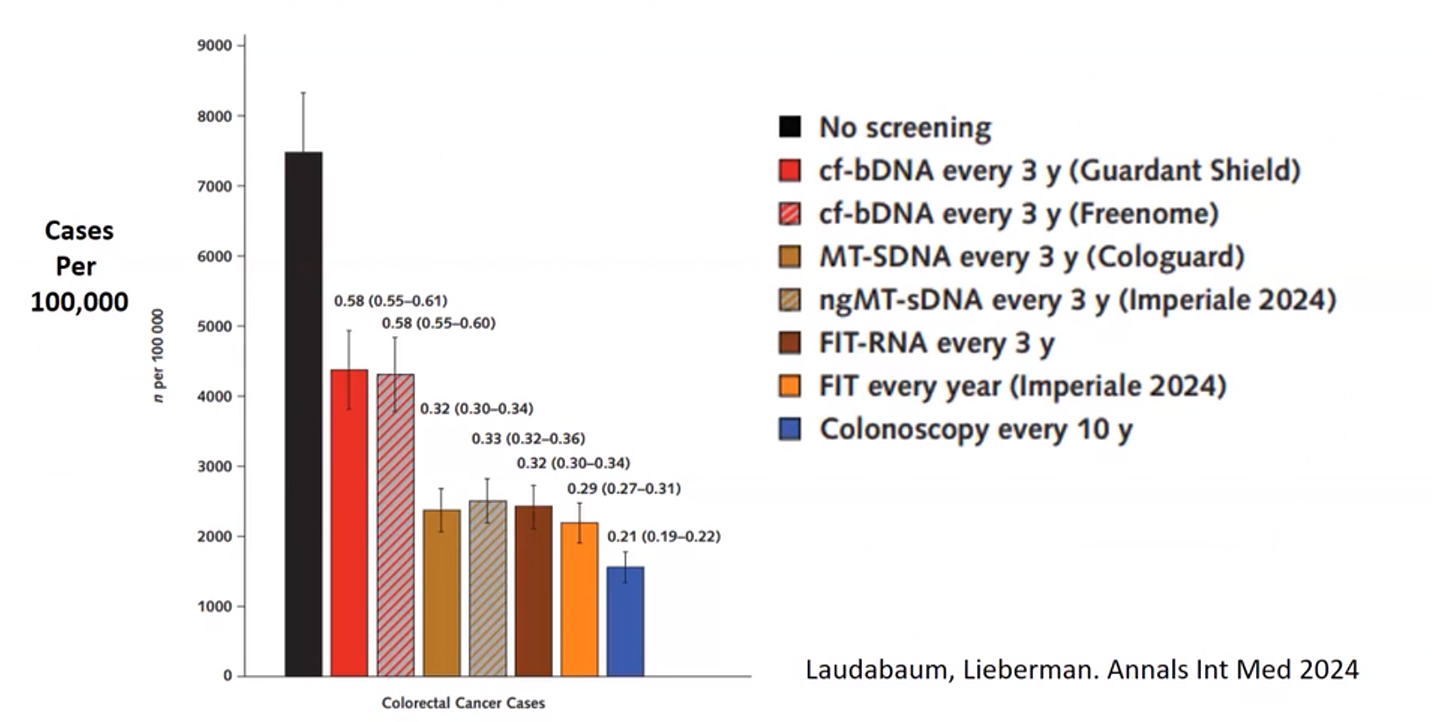 Cases
Per
100,000
n per 100 000
9000
8000
7000
6000
5000
4000
3000
2000
1000
0
0.58 (0.55–0.61)
0.58 (0.55–0.60)
0.32 (0.30–0.34)
0.33 (0.32–0.36)
0.32 (0.30–0.34)
0.29 (0.27–0.31)
0.21 (0.19–0.22)
Colorectal Cancer Cases
No screening
cf-bDNA every 3 y (Guardant Shield)
cf-bDNA every 3 y (Freenome)
MT-SDNA every 3 y (Cologuard)
ngMT-sDNA every 3 y (Imperiale 2024)
FIT-RNA every 3 y
FIT every year (Imperiale 2024)
Colonoscopy every 10 y
Laudabaum, Lieberman. Annals Int Med 2024